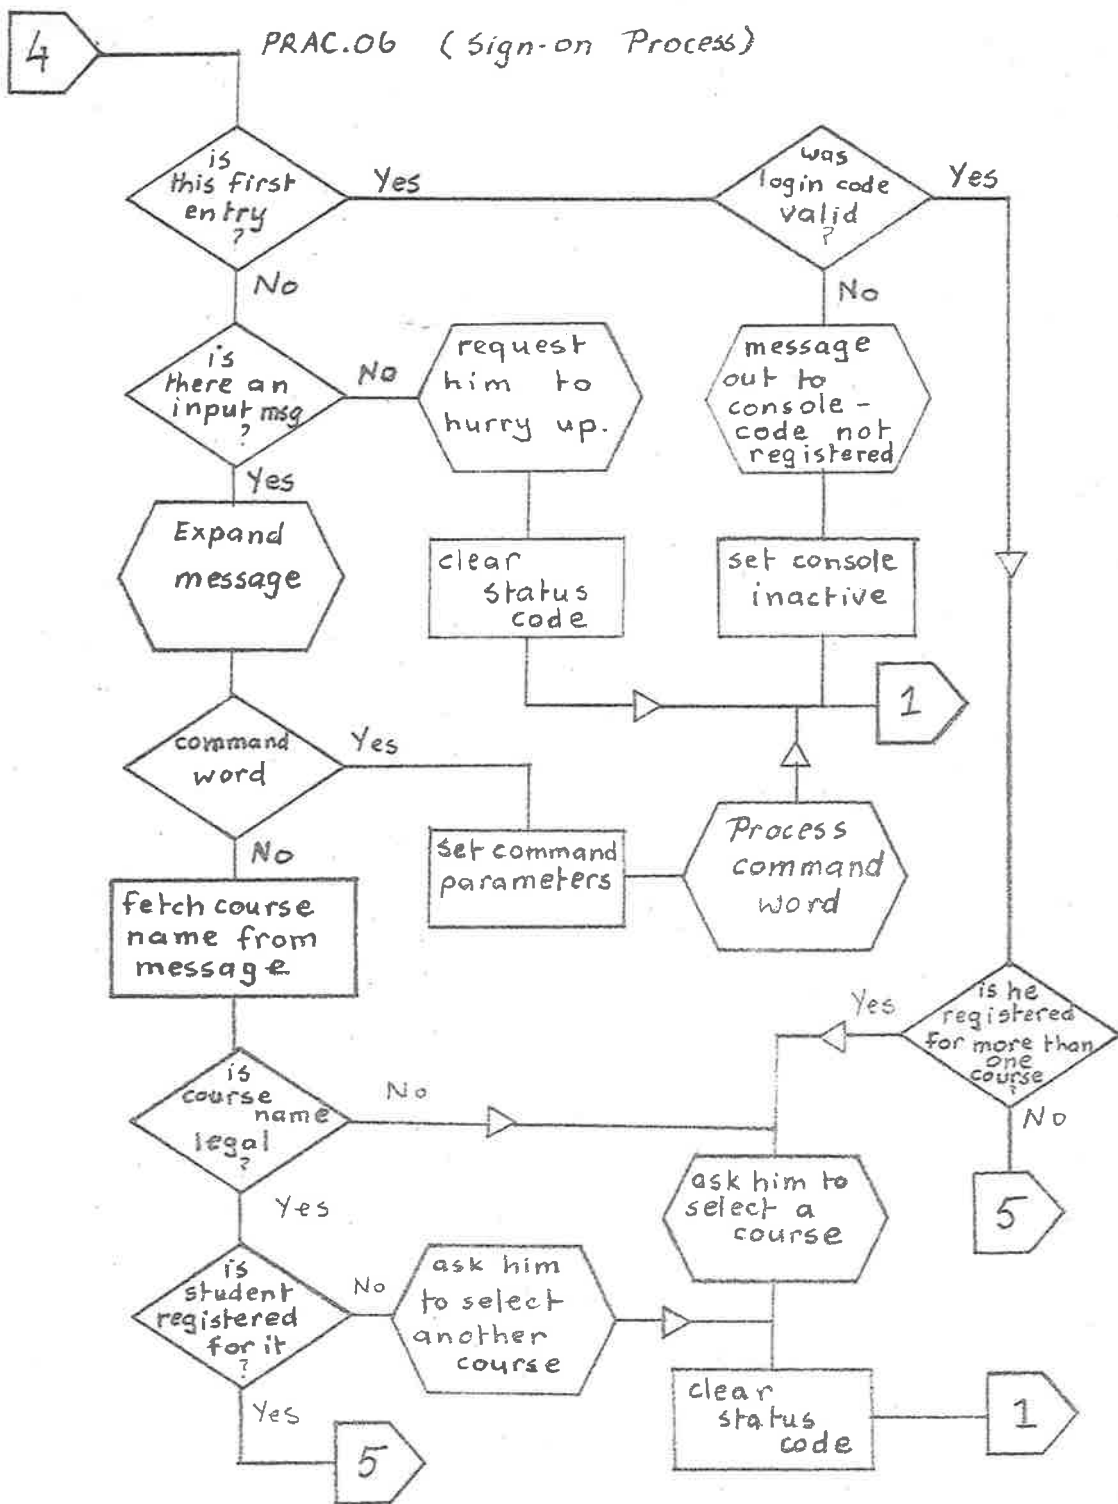 4
PRAC.06 (Sign-on Process)
is
this first
entry
?
Yes
was
login code
valid
?
Yes
No
No
is
there an
input msg
?
No
request
him to
hurry up.
message
out to
console -
code not
registered
Yes
Expand
message
clear
status
code
set console
inactive
1
command
word
Yes
No
set command
parameters
Process
command
word
fetch course
name from
message
is he
registered
for more than
one
course
?
Yes
No
5
is
course
name
legal
?
No
Yes
ask him to
select a
course
is
student
registered
for it
?
No
ask him
to select
another
course
Yes
5
clear
status
code
1